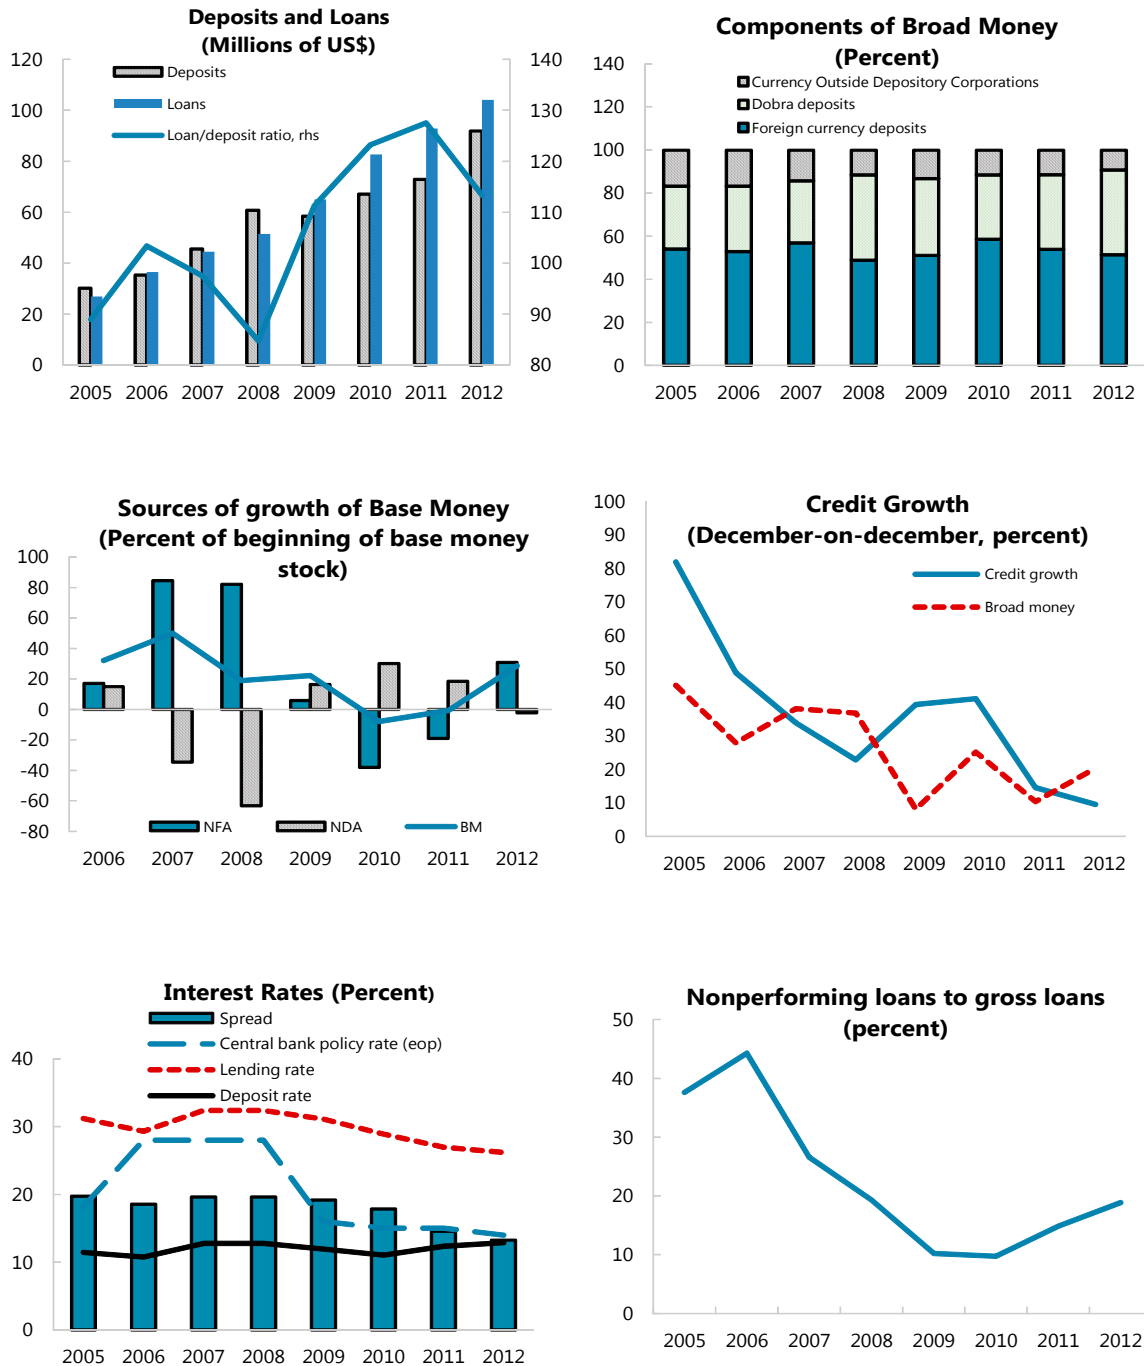 Deposits and Loans
(Millions of US$)
120
100
80
60
40
20
0
140
130
120
110
100
90
80
Deposits
Loans
Loan/deposit ratio, rhs
2005 2006 2007 2008 2009 2010 2011 2012
Components of Broad Money
(Percent)
140
120
100
80
60
40
20
0
Currency Outside Depository Corporations
Dobra deposits
Foreign currency deposits
2005 2006 2007 2008 2009 2010 2011 2012
Sources of growth of Base Money
(Percent of beginning of base money
stock)
100
80
60
40
20
0
-20
-40
-60
-80
NFA NDA BM
2006 2007 2008 2009 2010 2011 2012
Credit Growth
(December-on-december, percent)
100
90
80
70
60
50
40
30
20
10
0
Credit growth
Broad money
2005 2006 2007 2008 2009 2010 2011 2012
Interest Rates (Percent)
Spread
Central bank policy rate (eop)
Lending rate
Deposit rate
40
30
20
10
0
2005 2006 2007 2008 2009 2010 2011 2012
Nonperforming loans to gross loans
(percent)
50
40
30
20
10
0
2005 2006 2007 2008 2009 2010 2011 2012